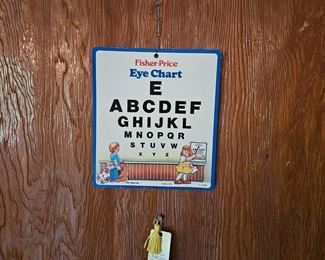 Fisher-Price
Eye Chart
E
ABCDEF
GHIJKL
MNOPQR
STUVW
XYZ